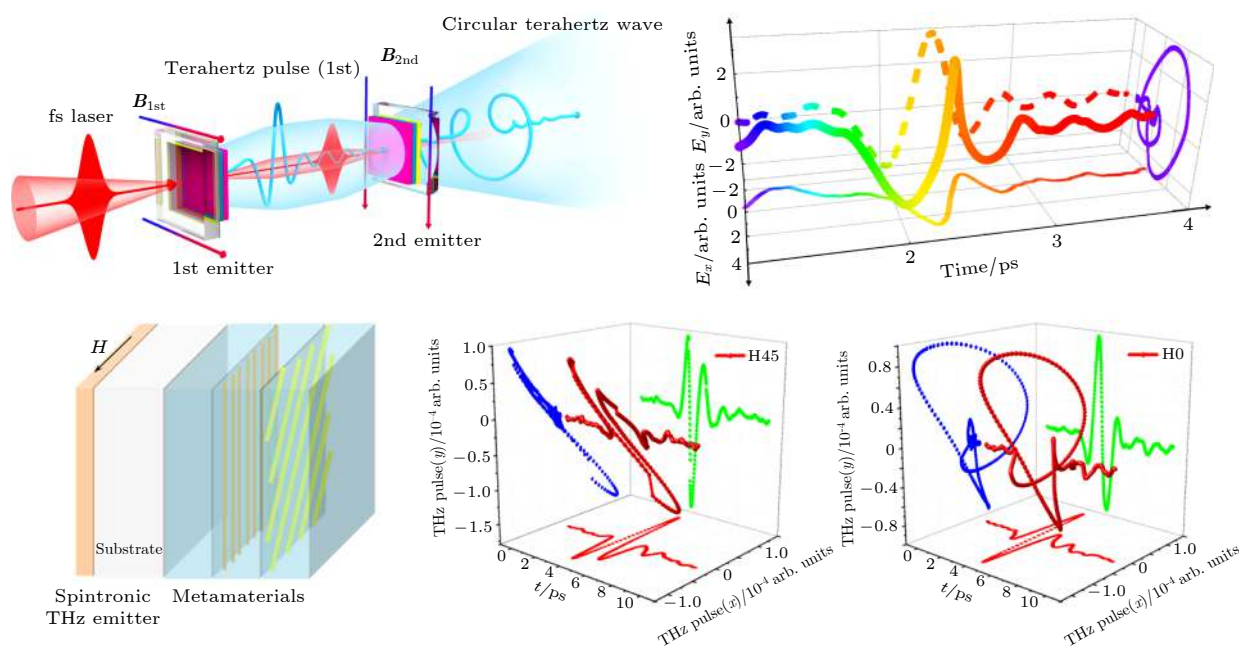 Circular terahertz wave
B2nd
Terahertz pulse (1st)
B1st
fs laser
2nd emitter
1st emitter
Ey/arb. units
2
0
−2
Ex/arb. units
−2
0
2
4
2
3
4
Time/ps
H
Substrate
Spintronic
THz emitter
Metamaterials
THz pulse(y)/10⁻⁴ arb. units
1.0
0.5
0
−0.5
−1.0
−1.5
H45
0
2
4
6
8
10
t/ps
−1.0
0
1.0
THz pulse(x)/10⁻⁴ arb. units
THz pulse(y)/10⁻⁴ arb. units
0.8
0.4
0
−0.4
−0.8
H0
0
2
4
6
8
10
t/ps
−1.0
0
1.0
THz pulse(x)/10⁻⁴ arb. units